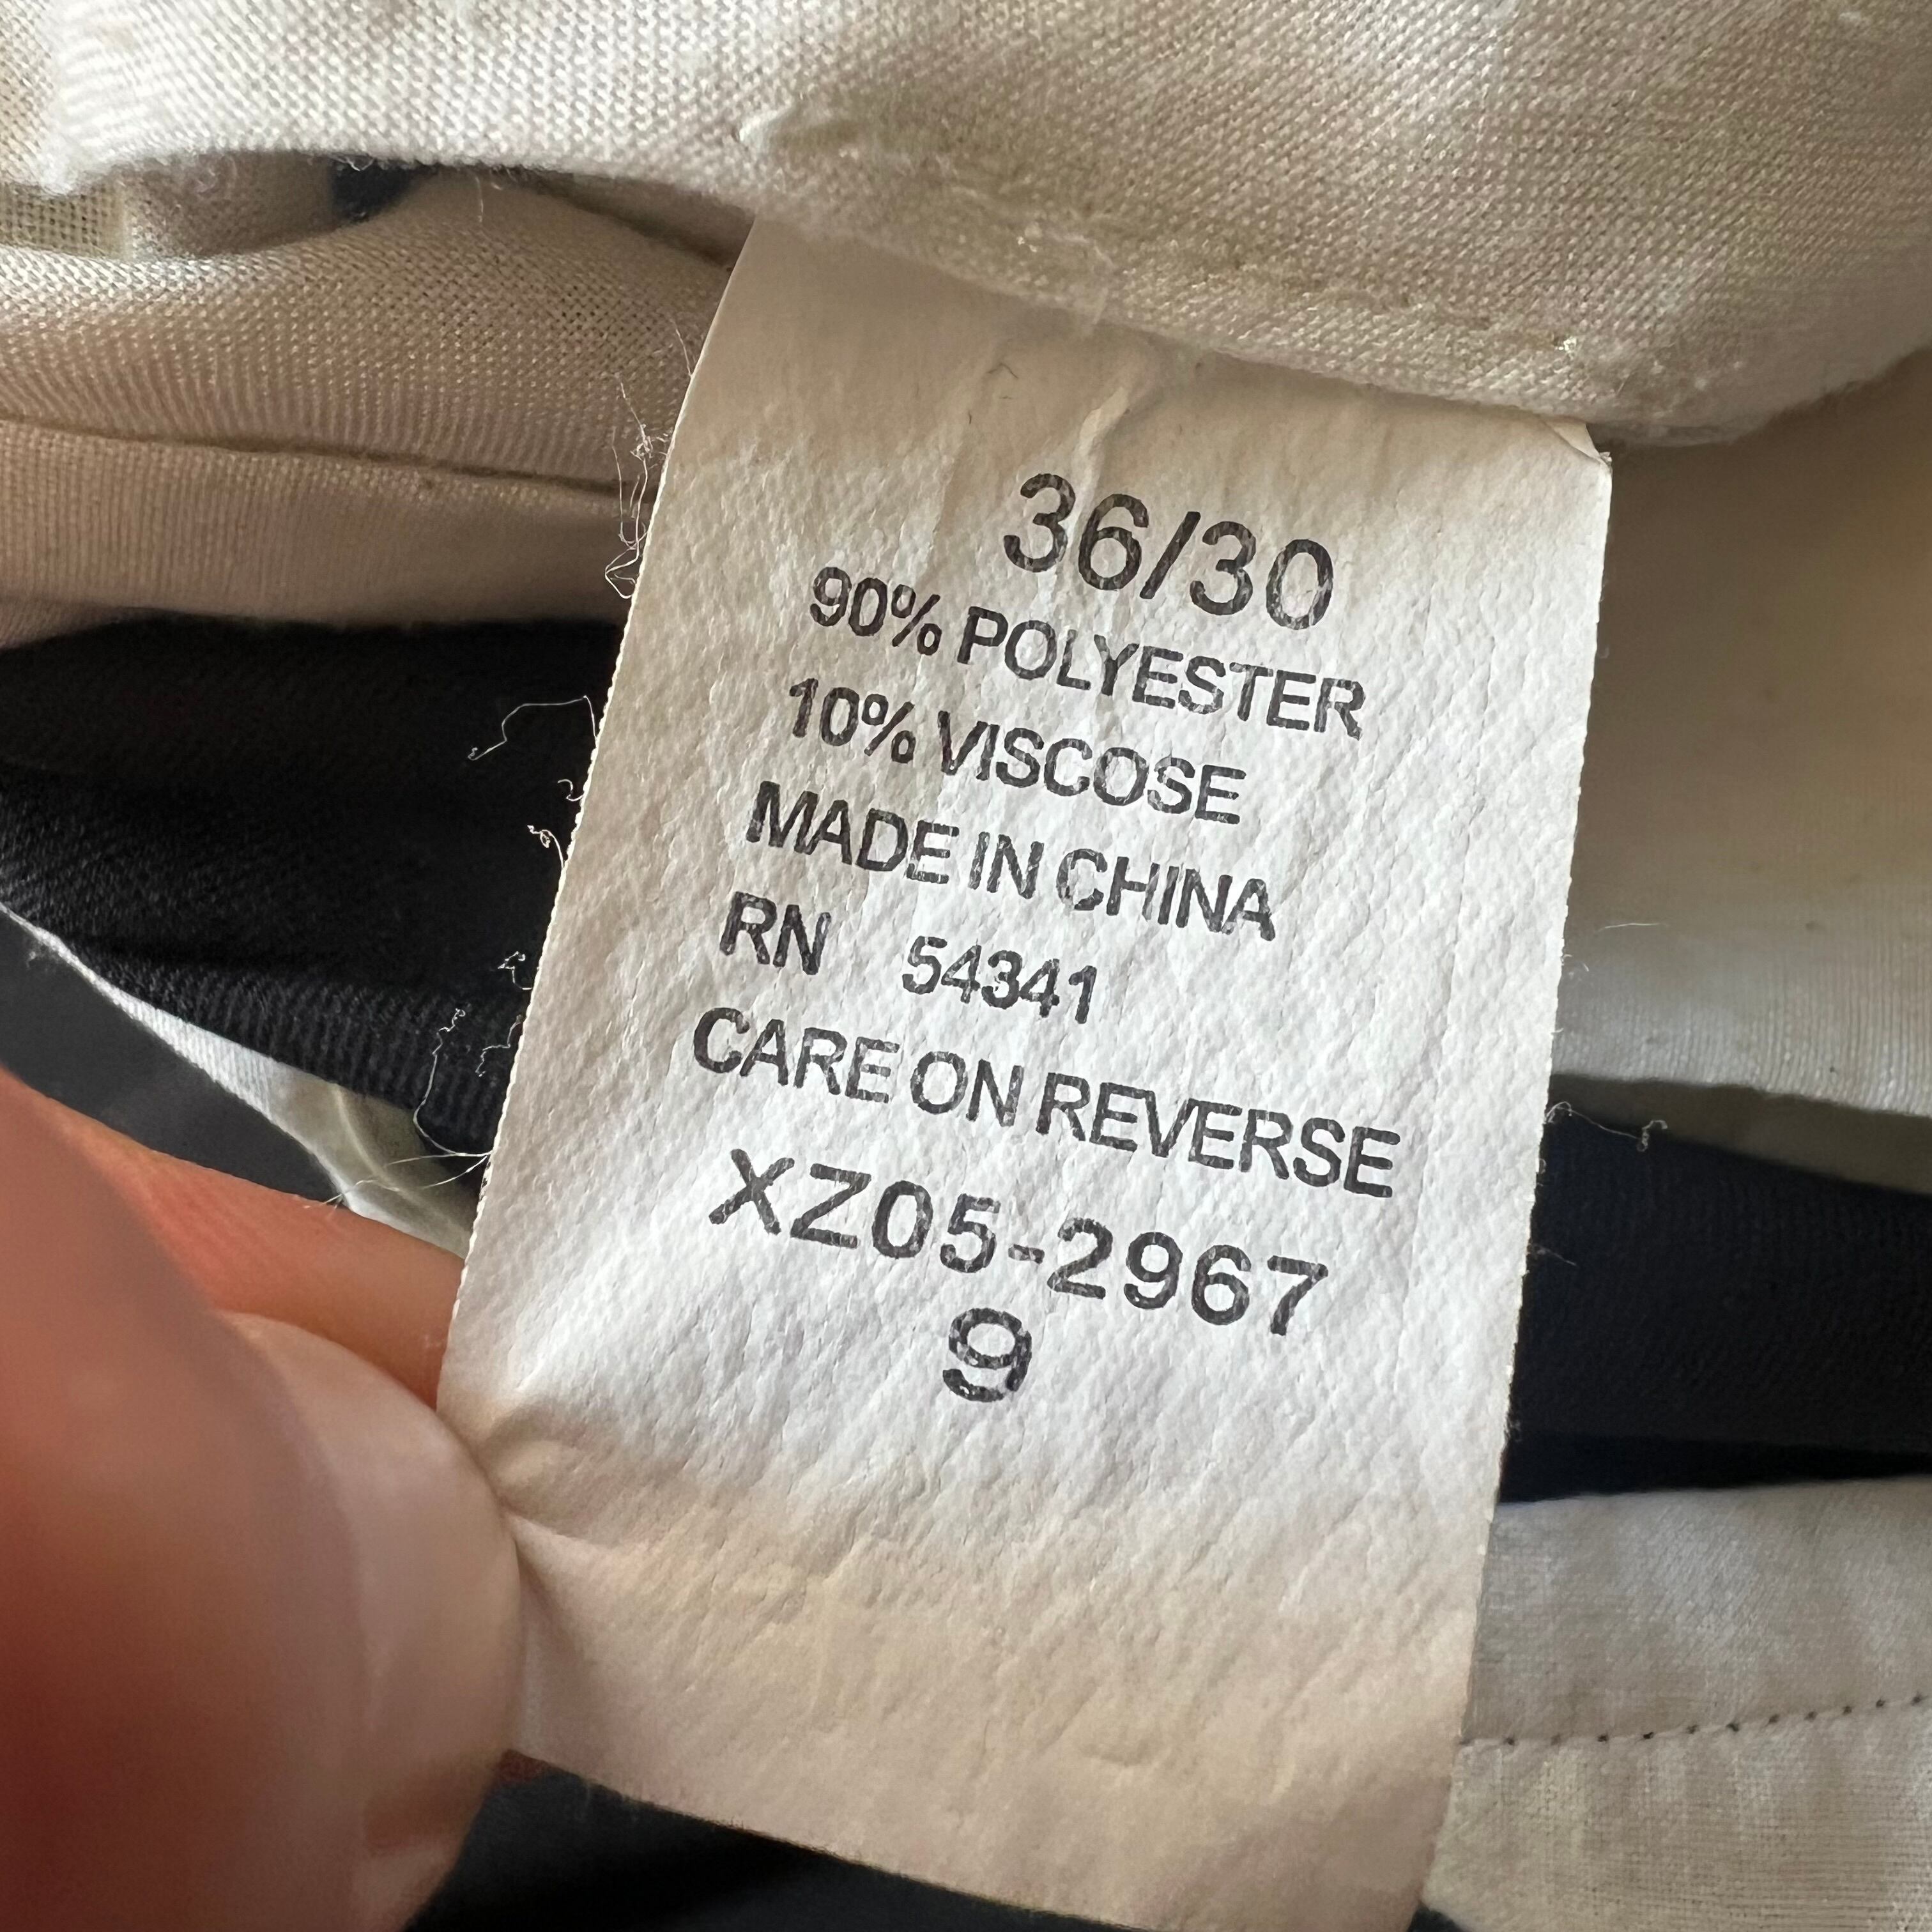 36/30
90% POLYESTER
10% VISCOSE
MADE IN CHINA
RN 54341
CARE ON REVERSE
XZ05-2967
9